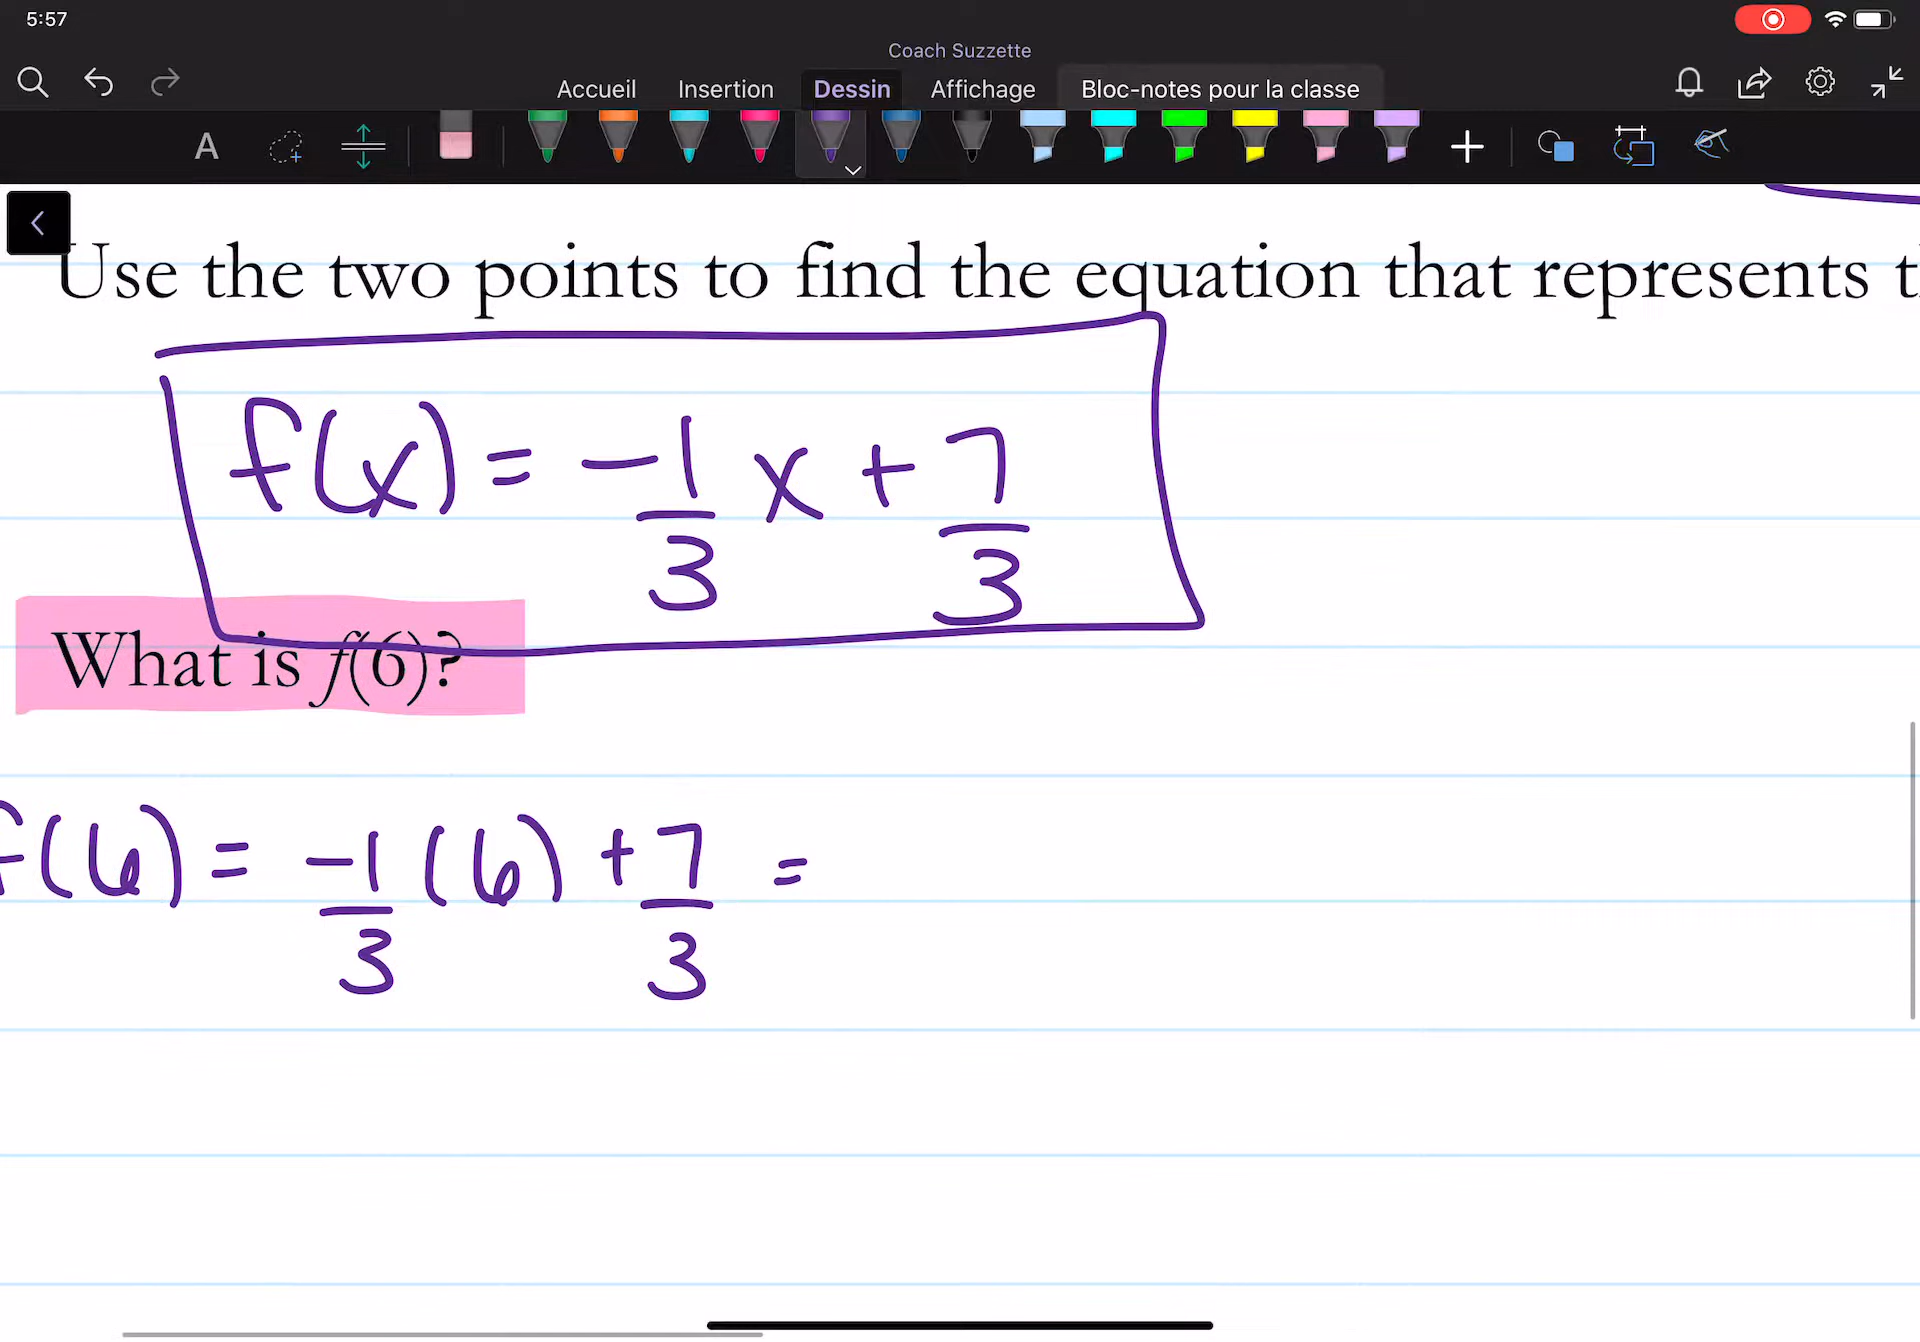 5:57
Coach Suzzette
Accueil Insertion Dessin Affichage Bloc-notes pour la classe
A
Use the two points to find the equation that represents t
f(x) = -1/3 x + 7/3
What is f(6)?
f(6) = -1/3 (6) + 7/3 =